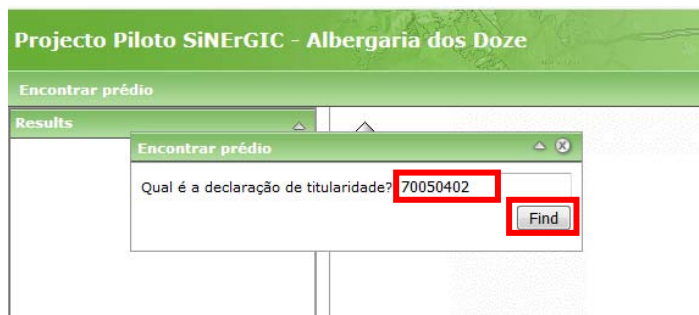 Projecto Piloto SiNErGIC - Albergaria dos Doze
Encontrar prédio
Results
Encontrar prédio
Qual é a declaração de titularidade? 70050402
Find